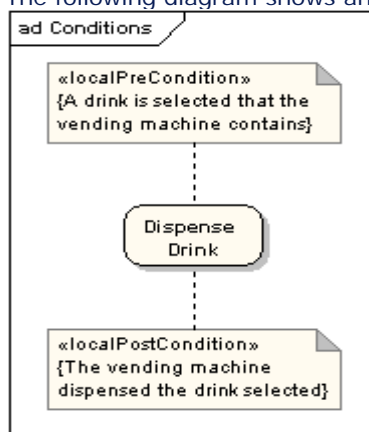 The following diagram shows an
ad Conditions
«localPreCondition»
{A drink is selected that the
vending machine contains}
Dispense
Drink
«localPostCondition»
{The vending machine
dispensed the drink selected}